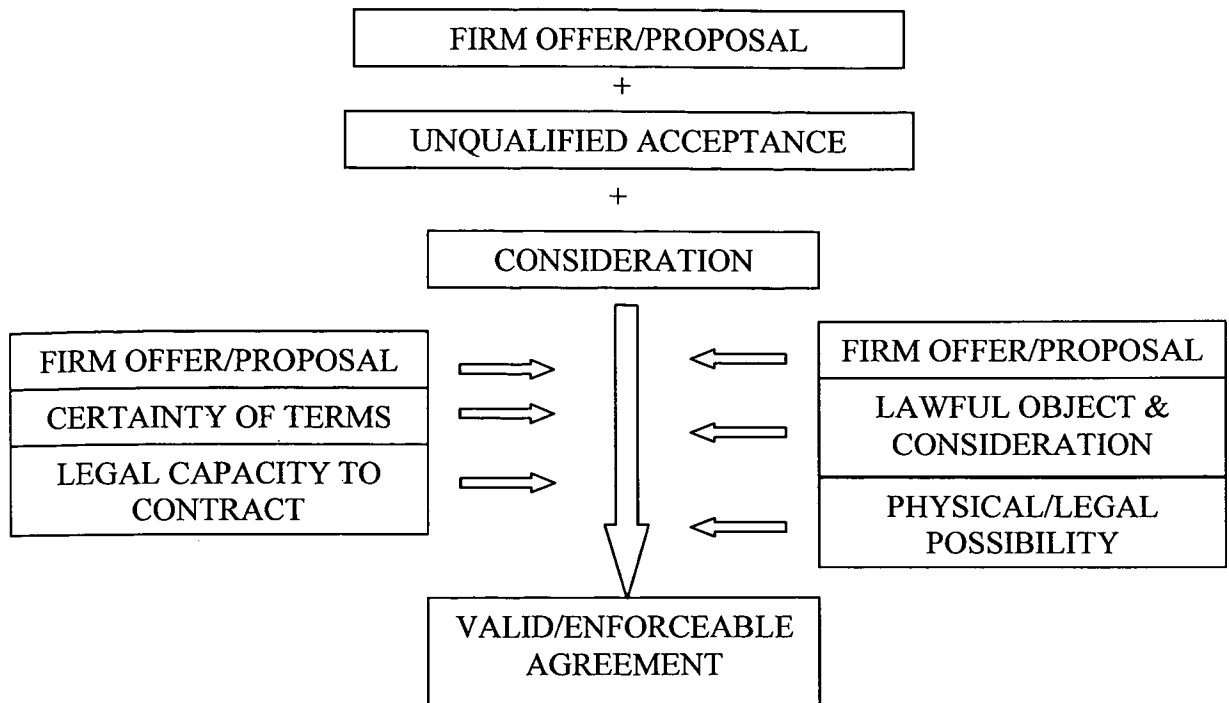 FIRM OFFER/PROPOSAL
+
UNQUALIFIED ACCEPTANCE
+
CONSIDERATION
FIRM OFFER/PROPOSAL
CERTAINTY OF TERMS
LEGAL CAPACITY TO
CONTRACT
FIRM OFFER/PROPOSAL
LAWFUL OBJECT &
CONSIDERATION
PHYSICAL/LEGAL
POSSIBILITY
VALID/ENFORCEABLE
AGREEMENT